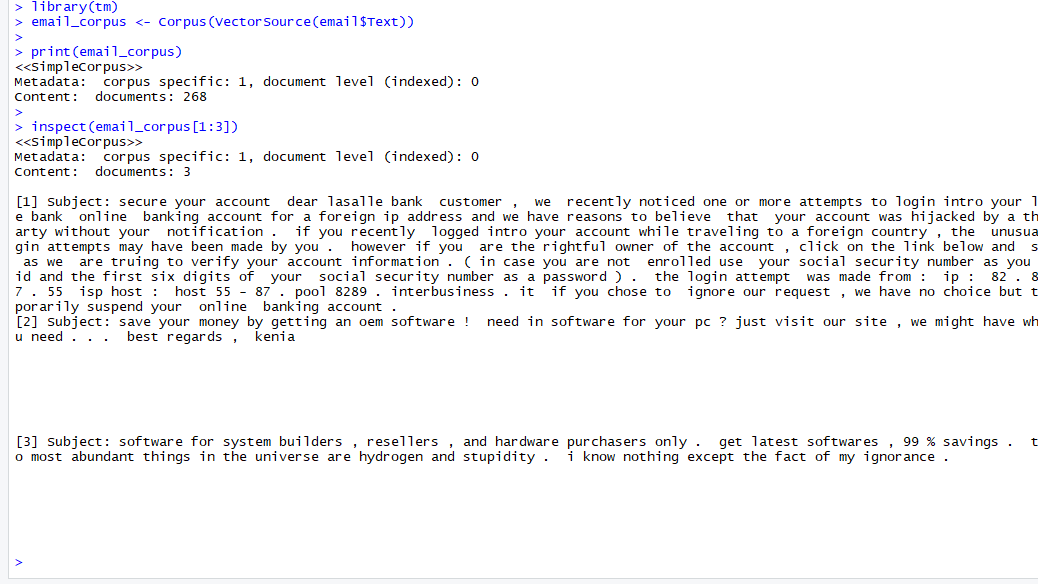 > library(tm)
> email_corpus <- Corpus(VectorSource(email$Text))
>
> print(email_corpus)
<<SimpleCorpus>>
Metadata:  corpus specific: 1, document level (indexed): 0
Content:  documents: 268
>
> inspect(email_corpus[1:3])
<<SimpleCorpus>>
Metadata:  corpus specific: 1, document level (indexed): 0
Content:  documents: 3
[1] Subject: secure your account  dear lasalle bank  customer ,  we  recently noticed one or more attempts to login intro your l
e bank  online  banking account for a foreign ip address and we have reasons to believe  that  your account was hijacked by a th
arty without your  notification .  if you recently  logged intro your account while traveling to a foreign country , the  unusua
gin attempts may have been made by you .  however if you  are the rightful owner of the account , click on the link below and  s
 as we  are truing to verify your account information . ( in case you are not  enrolled use  your social security number as you
id and the first six digits of  your  social security number as a password ) .  the login attempt  was made from :  ip :  82 . 8
7 . 55  isp host :  host 55 - 87 . pool 8289 . interbusiness . it  if you chose to  ignore our request , we have no choice but t
porarily suspend your  online  banking account .
[2] Subject: save your money by getting an oem software !  need in software for your pc ? just visit our site , we might have wh
u need . . .  best regards ,  kenia
[3] Subject: software for system builders , resellers , and hardware purchasers only .  get latest softwares , 99 % savings .  t
o most abundant things in the universe are hydrogen and stupidity .  i know nothing except the fact of my ignorance .
>